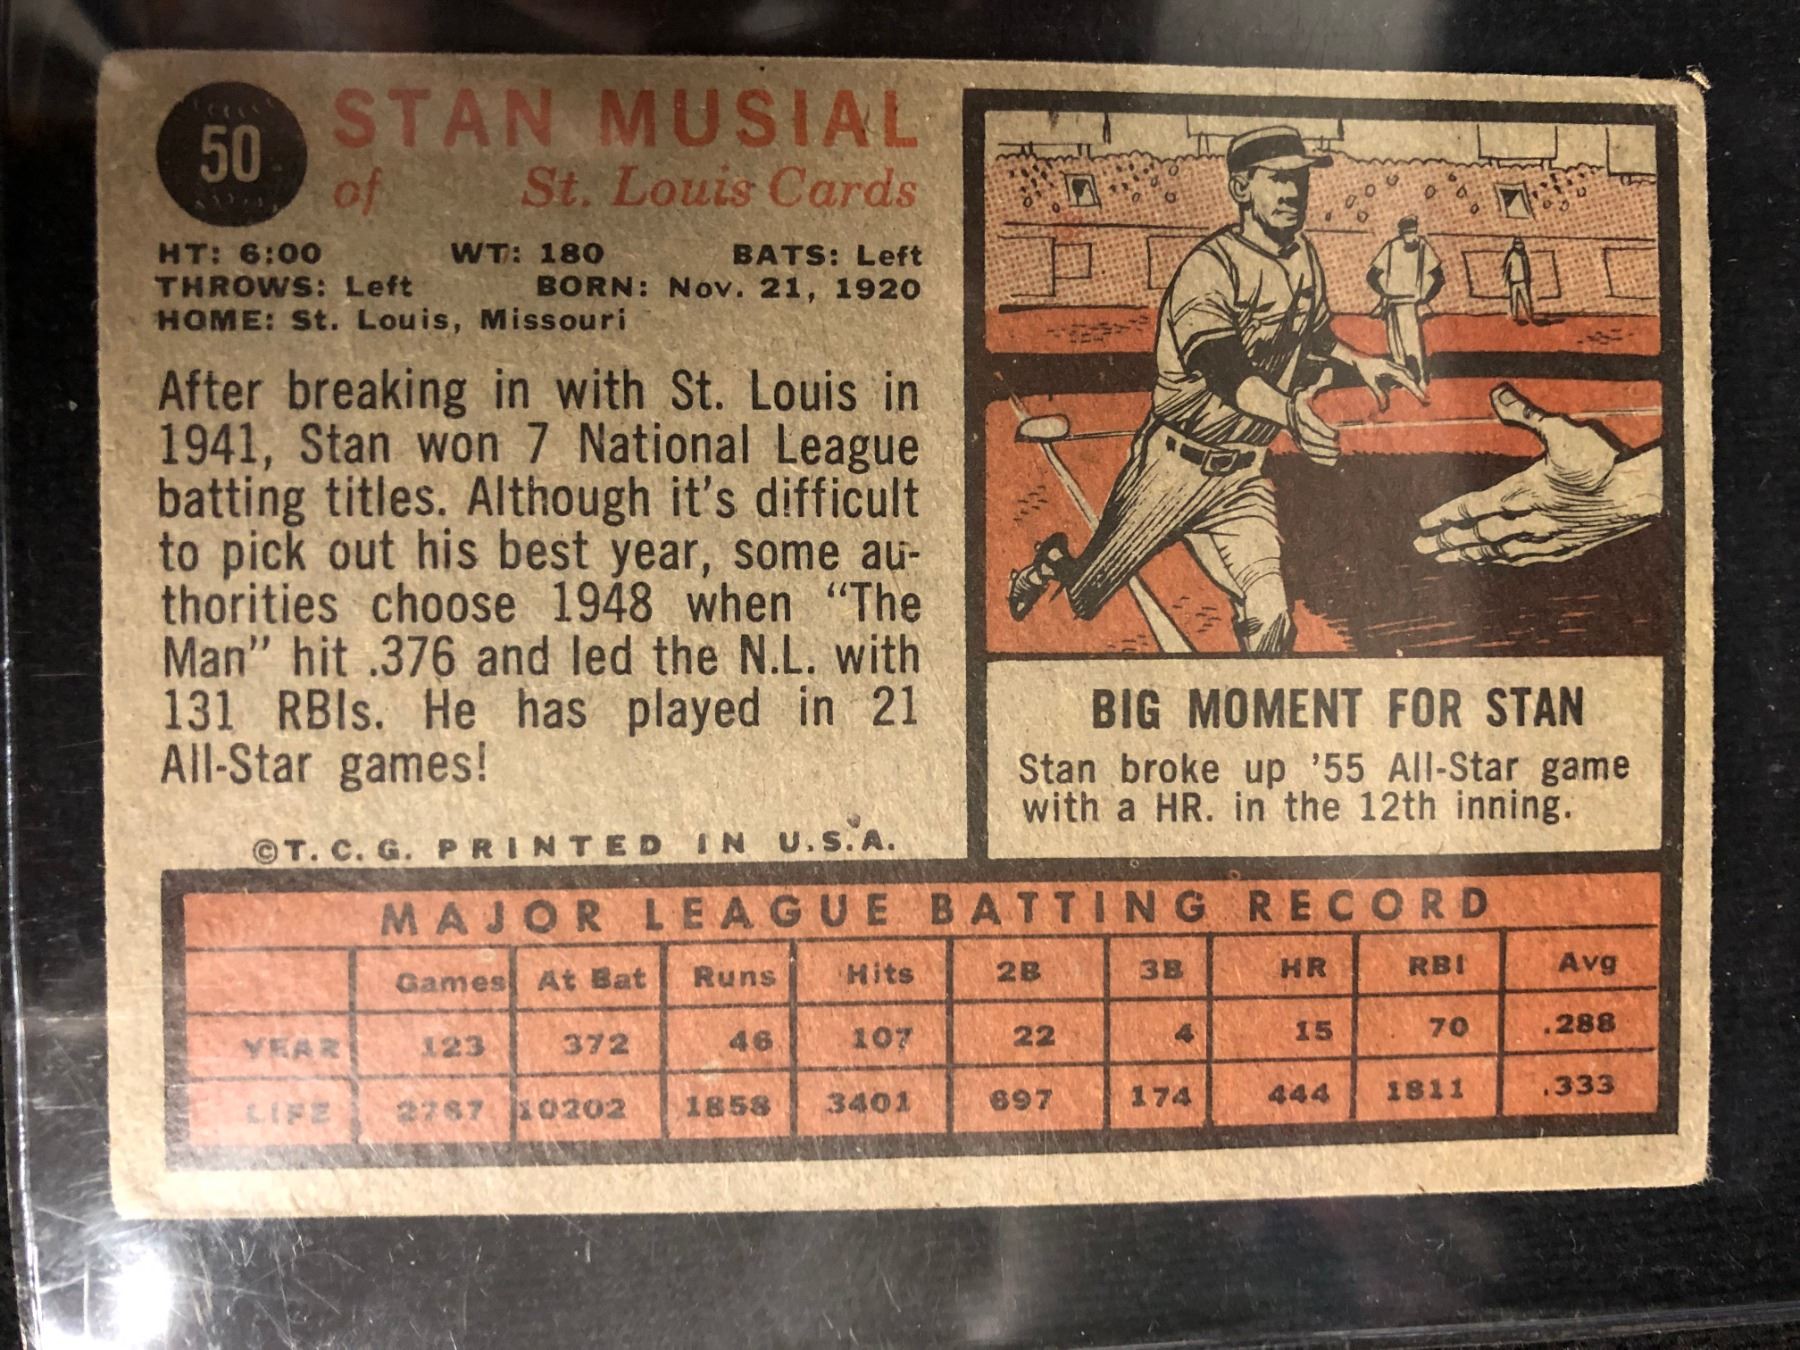 50
STAN MUSIAL
of St. Louis Cards
HT: 6:00 WT: 180 BATS: Left
THROWS: Left BORN: Nov. 21, 1920
HOME: St. Louis, Missouri
After breaking in with St. Louis in
1941, Stan won 7 National League
batting titles. Although it's difficult
to pick out his best year, some au-
thorities choose 1948 when "The
Man" hit .376 and led the N.L. with
131 RBIs. He has played in 21
All-Star games!
©T.C.G. PRINTED IN U.S.A.
BIG MOMENT FOR STAN
Stan broke up '55 All-Star game
with a HR. in the 12th inning.
MAJOR LEAGUE BATTING RECORD
Games At Bat Runs Hits 2B 3B HR RBI Avg
YEAR 123 372 46 107 22 4 15 70 .288
LIFE 2787 10202 1858 3401 697 174 444 1811 .333